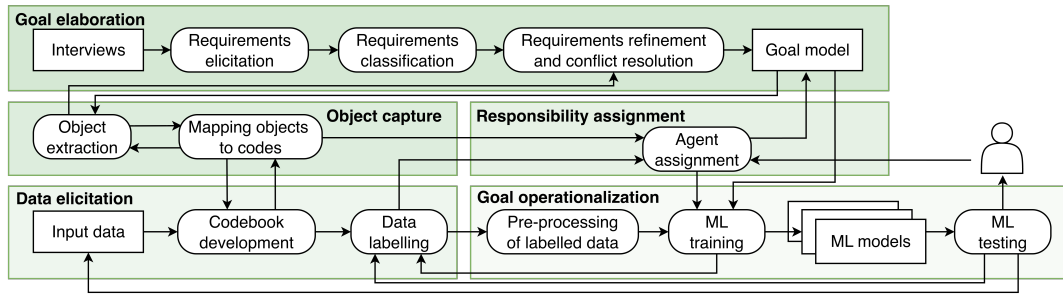 Goal elaboration
Interviews
Requirements
elicitation
Requirements
classification
Requirements refinement
and conflict resolution
Goal model
Object capture
Object
extraction
Mapping objects
to codes
Responsibility assignment
Agent
assignment
Data elicitation
Input data
Codebook
development
Data
labelling
Goal operationalization
Pre-processing
of labelled data
ML
training
ML models
ML
testing